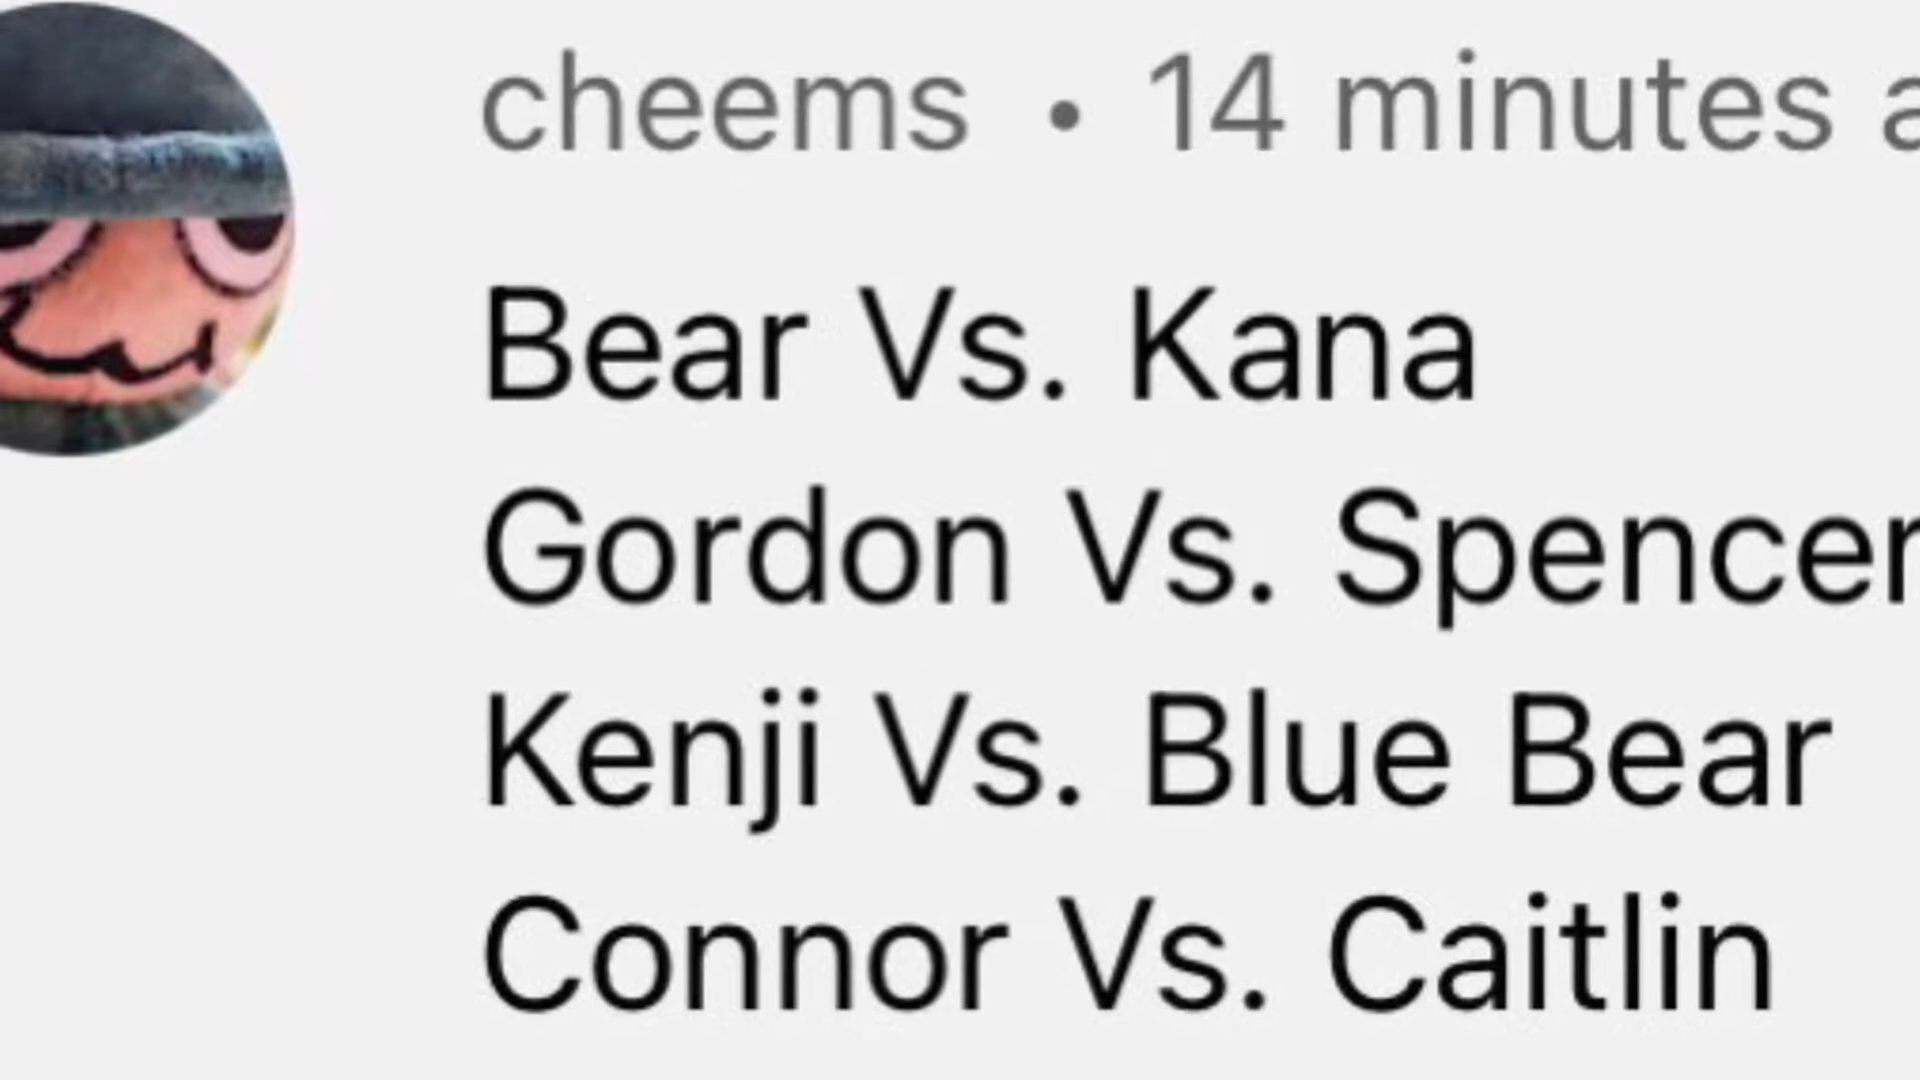 cheems • 14 minutes a
Bear Vs. Kana
Gordon Vs. Spencer
Kenji Vs. Blue Bear
Connor Vs. Caitlin